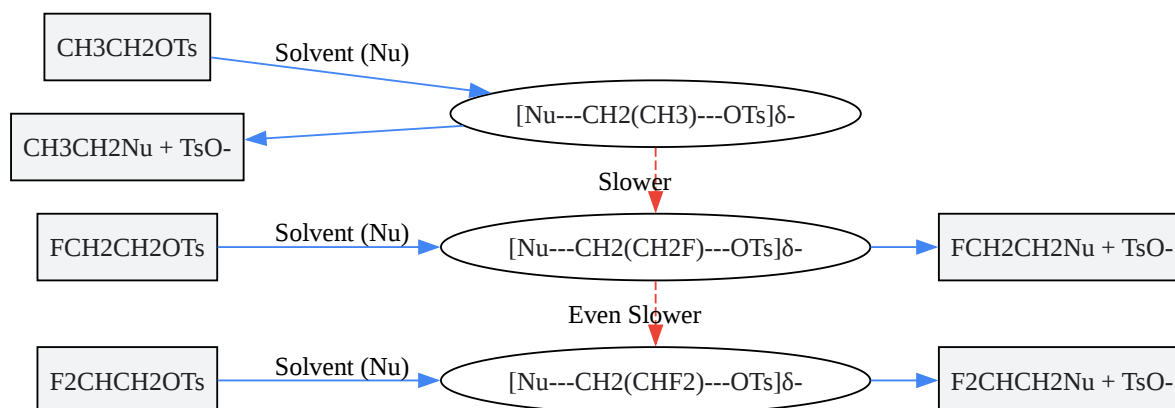 CH3CH2OTs
Solvent (Nu)
[Nu---CH2(CH3)---OTs]δ-
CH3CH2Nu + TsO-
Slower
FCH2CH2OTs
Solvent (Nu)
[Nu---CH2(CH2F)---OTs]δ-
FCH2CH2Nu + TsO-
Even Slower
F2CHCH2OTs
Solvent (Nu)
[Nu---CH2(CHF2)---OTs]δ-
F2CHCH2Nu + TsO-